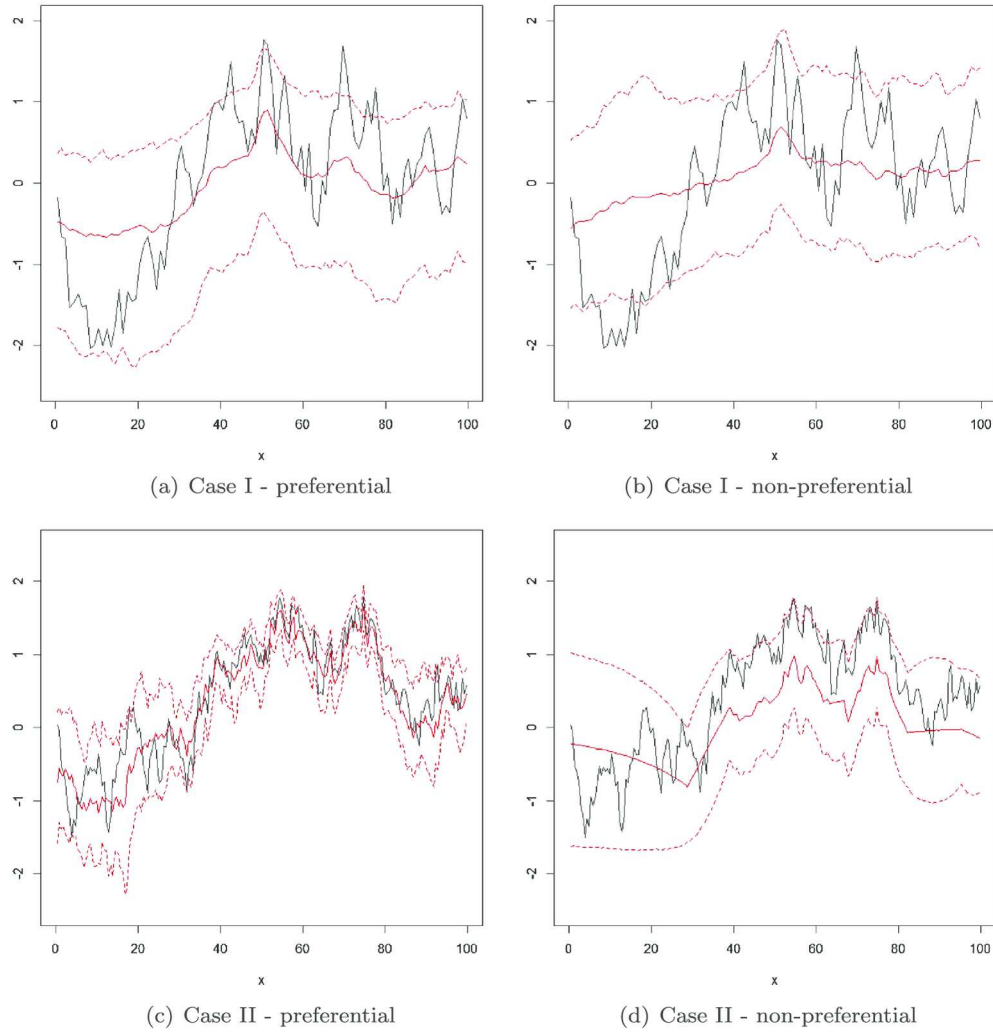 2
1
0
-1
-2
0 20 40 60 80 100
x
(a) Case I - preferential
2
1
0
-1
-2
0 20 40 60 80 100
x
(b) Case I - non-preferential
2
1
0
-1
-2
0 20 40 60 80 100
x
(c) Case II - preferential
2
1
0
-1
-2
0 20 40 60 80 100
x
(d) Case II - non-preferential